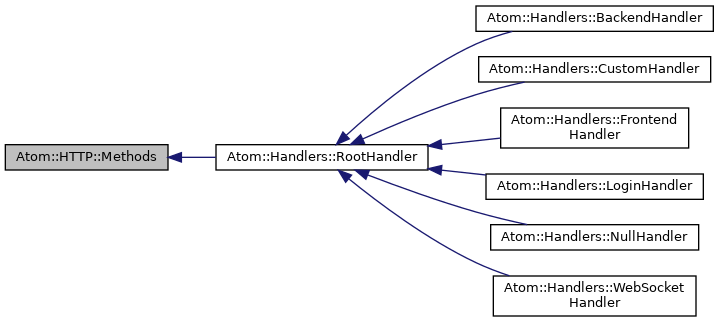 Atom::HTTP::Methods
Atom::Handlers::RootHandler
Atom::Handlers::BackendHandler
Atom::Handlers::CustomHandler
Atom::Handlers::Frontend
Handler
Atom::Handlers::LoginHandler
Atom::Handlers::NullHandler
Atom::Handlers::WebSocket
Handler